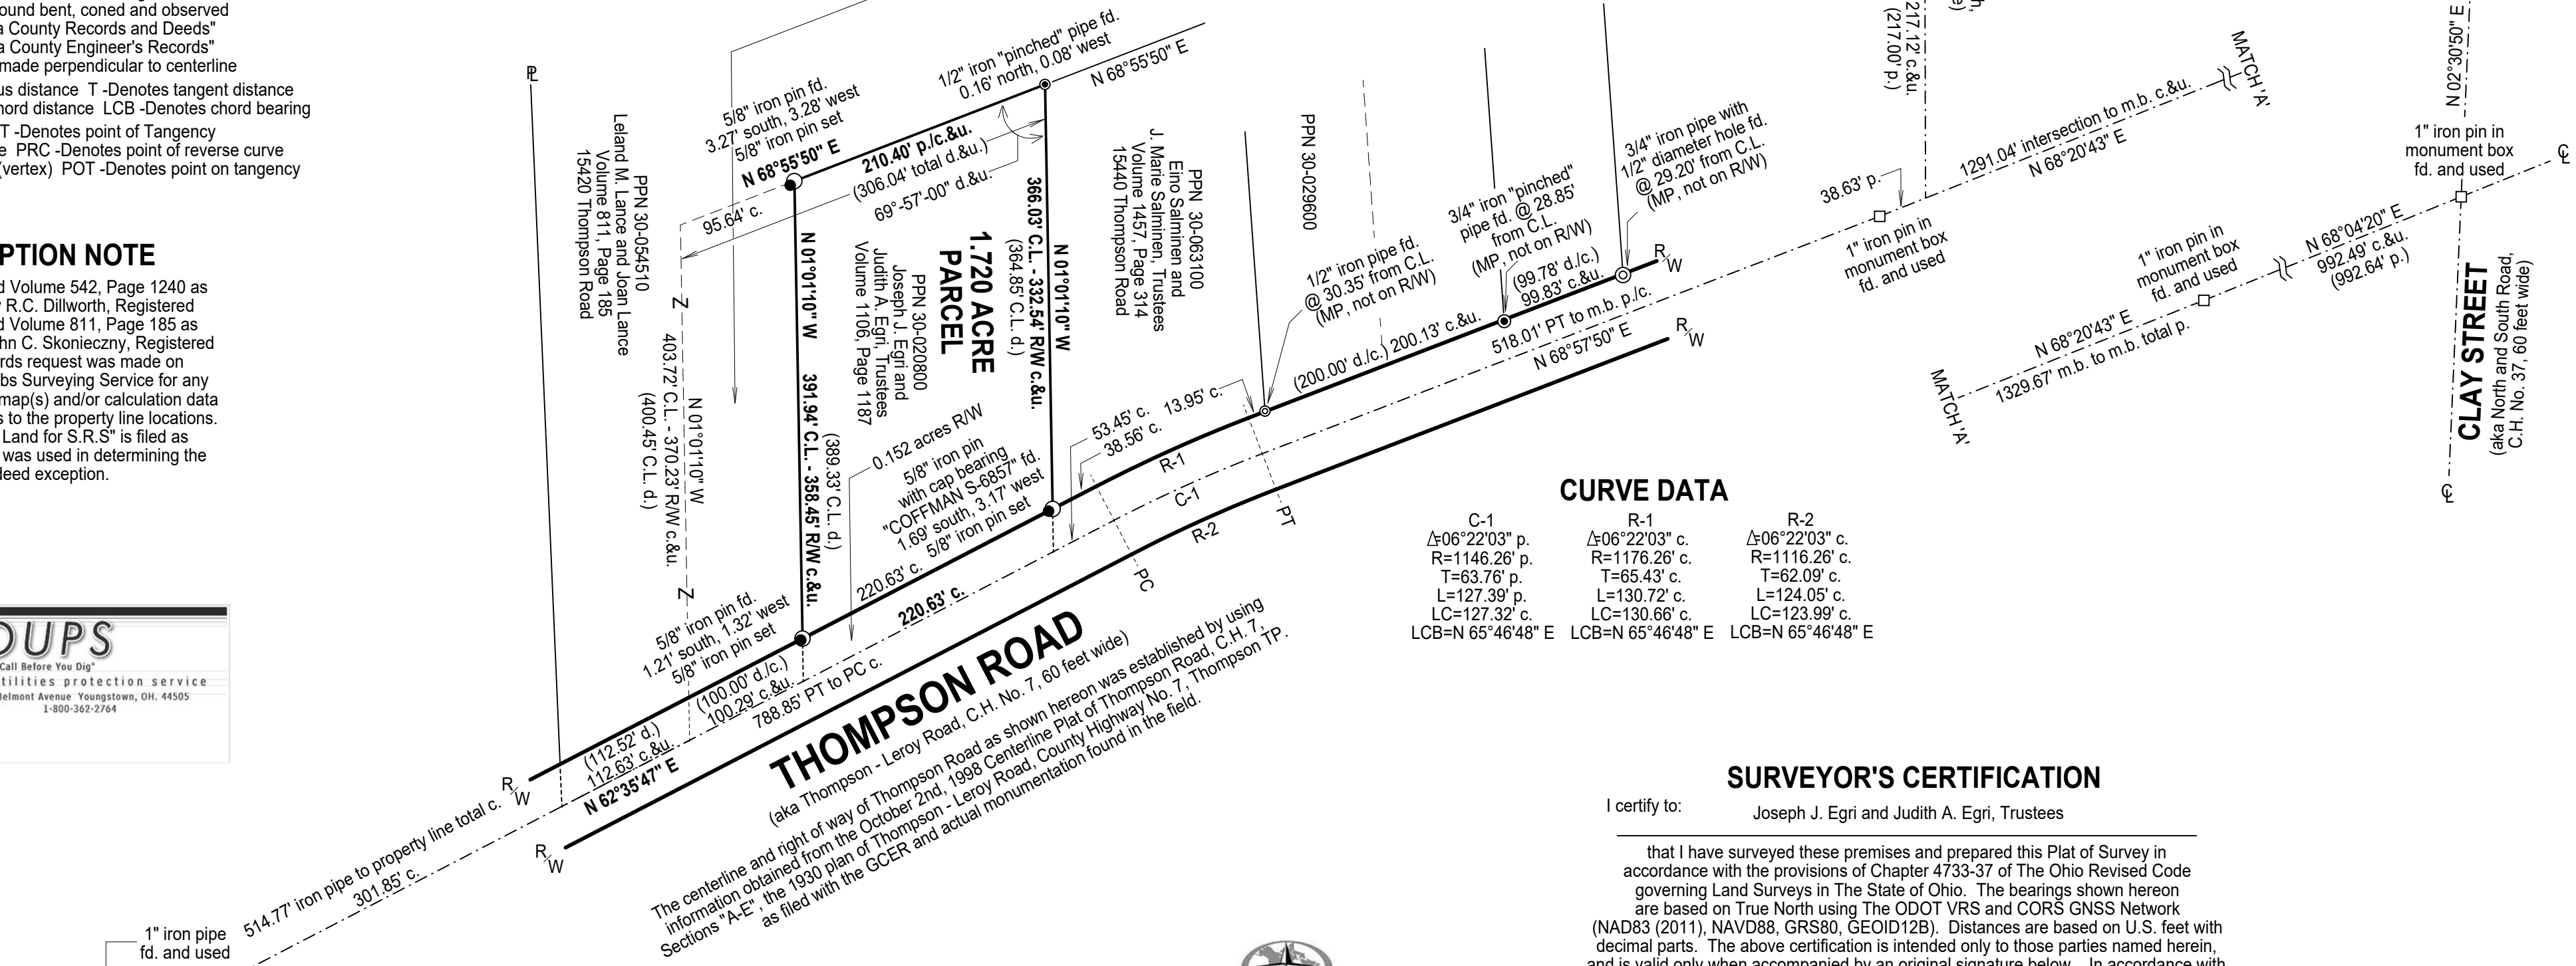 ound bent, coned and observed
a County Records and Deeds"
a County Engineer's Records"
made perpendicular to centerline
us distance T -Denotes tangent distance
hord distance LCB -Denotes chord bearing
T -Denotes point of Tangency
e PRC -Denotes point of reverse curve
(vertex) POT -Denotes point on tangency
PTION NOTE
d Volume 542, Page 1240 as
y R.C. Dillworth, Registered
d Volume 811, Page 185 as
hn C. Skonieczny, Registered
rds request was made on
bs Surveying Service for any
map(s) and/or calculation data
s to the property line locations.
Land for S.R.S" is filed as
was used in determining the
deed exception.
OUPS
Call Before You Dig"
tilities protection service
Belmont Avenue Youngstown, OH. 44505
1-800-362-2764
1" iron pipe
fd. and used
514.77' iron pipe to property line total c.
301.85' c.
PL
PPN 30-054510
Leland M. Lance and Joan Lance
Volume 811, Page 185
15420 Thompson Road
5/8" iron pin fd.
3.27' south, 3.28' west
5/8" iron pin set
N 68°55'50" E
1/2" iron "pinched" pipe fd.
0.16' north, 0.08' west
N 68°55'50" E
210.40' p./c.&u.
(306.04' total d.&u.)
69°-57'-00" d.&u.
95.64' c.
Z
N 01°01'10" W
403.72' C.L. - 370.23' R/W c.&u.
(400.45' C.L. d.)
Z
N 01°01'10" W
391.94' C.L. - 358.45' R/W c.&u.
(389.33' C.L. d.)
1.720 ACRE
PARCEL
PPN 30-020800
Joseph J. Egri and
Judith A. Egri, Trustees
Volume 1106, Page 1187
N 01°01'10" W
366.03' C.L. - 332.54' R/W c.&u.
(364.85' C.L. d.)
PPN 30-063100
Eino Salminen and
J. Marie Salminen, Trustees
Volume 1457, Page 314
15440 Thompson Road
PPN 30-029600
0.152 acres R/W
5/8" iron pin
with cap bearing
"COFFMAN S-6857" fd.
1.69' south, 3.17' west
5/8" iron pin set
5/8" iron pin fd.
1.21' south, 1.32' west
5/8" iron pin set
220.63' c.
220.63' c.
(100.00' d./c.)
100.29' c.&u.
788.85' PT to PC c.
(112.52' d.)
112.63' c.&u.
N 62°35'47" E
R/W
R/W
53.45' c.
38.56' c.
13.95' c.
R-1
C-1
R-2
PC
PT
1/2" iron pipe fd.
@ 30.35' from C.L.
(MP, not on R/W)
3/4" iron "pinched"
pipe fd. @ 28.85'
from C.L.
(MP, not on R/W)
3/4" iron pipe with
1/2" diameter hole fd.
@ 29.20' from C.L.
(MP, not on R/W)
(200.00' d./c.) 200.13' c.&u.
(99.78' d./c.)
99.83' c.&u.
518.01' PT to m.b. p./c.
N 68°57'50" E
R/W
R/W
THOMPSON ROAD
(aka Thompson - Leroy Road, C.H. No. 7, 60 feet wide)
The centerline and right of way of Thompson Road as shown hereon was established by using
information obtained from the October 2nd, 1998 Centerline Plat of Thompson Road, C.H. 7,
Sections "A-E", the 1930 plan of Thompson - Leroy Road, County Highway No. 7, Thompson TP.
as filed with the GCER and actual monumentation found in the field.
217.12' c.&u.
(217.00' p.)
38.63' p.
1" iron pin in
monument box
fd. and used
1291.04' intersection to m.b. c.&u.
N 68°20'43" E
MATCH 'A'
MATCH 'A'
N 68°20'43" E
1329.67' m.b. to m.b. total p.
1" iron pin in
monument box
fd. and used
N 68°04'20" E
992.49' c.&u.
(992.64' p.)
N 02°30'50" E
1" iron pin in
monument box
fd. and used
CL
CLAY STREET
(aka North and South Road,
C.H. No. 37, 60 feet wide)
CL
CURVE DATA
C-1
Δ=06°22'03" p.
R=1146.26' p.
T=63.76' p.
L=127.39' p.
LC=127.32' c.
LCB=N 65°46'48" E
R-1
Δ=06°22'03" c.
R=1176.26' c.
T=65.43' c.
L=130.72' c.
LC=130.66' c.
LCB=N 65°46'48" E
R-2
Δ=06°22'03" c.
R=1116.26' c.
T=62.09' c.
L=124.05' c.
LC=123.99' c.
LCB=N 65°46'48" E
SURVEYOR'S CERTIFICATION
I certify to:
Joseph J. Egri and Judith A. Egri, Trustees
that I have surveyed these premises and prepared this Plat of Survey in
accordance with the provisions of Chapter 4733-37 of The Ohio Revised Code
governing Land Surveys in The State of Ohio. The bearings shown hereon
are based on True North using The ODOT VRS and CORS GNSS Network
(NAD83 (2011), NAVD88, GRS80, GEOID12B). Distances are based on U.S. feet with
decimal parts. The above certification is intended only to those parties named herein,
and is valid only when accompanied by an original signature below. In accordance with